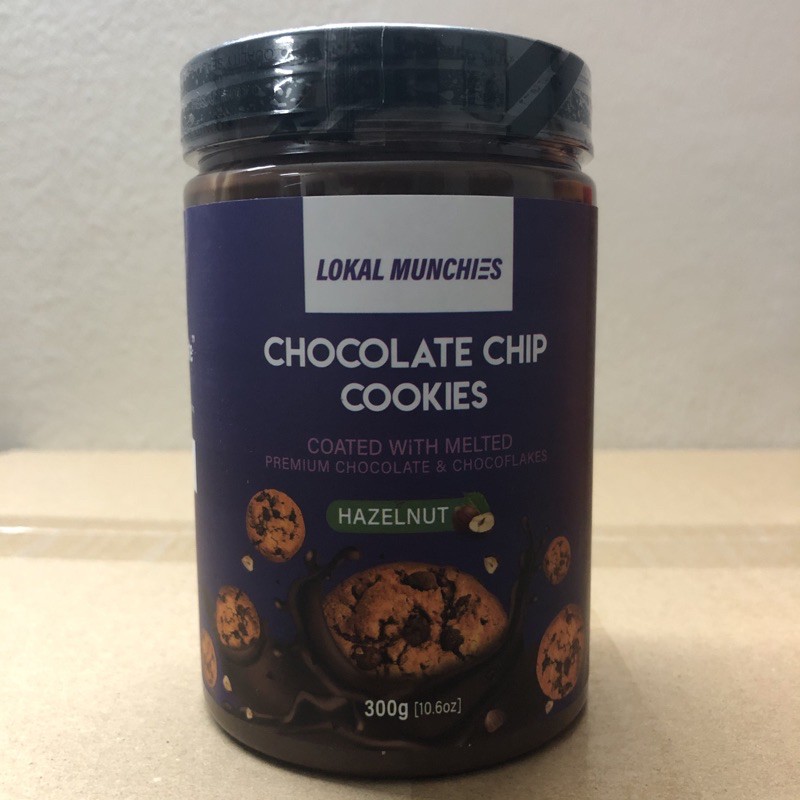 LOKAL MUNCHIES
CHOCOLATE CHIP
COOKIES
COATED WiTH MELTED
PREMIUM CHOCOLATE & CHOCOFLAKES
HAZELNUT
300g [10.6oz]